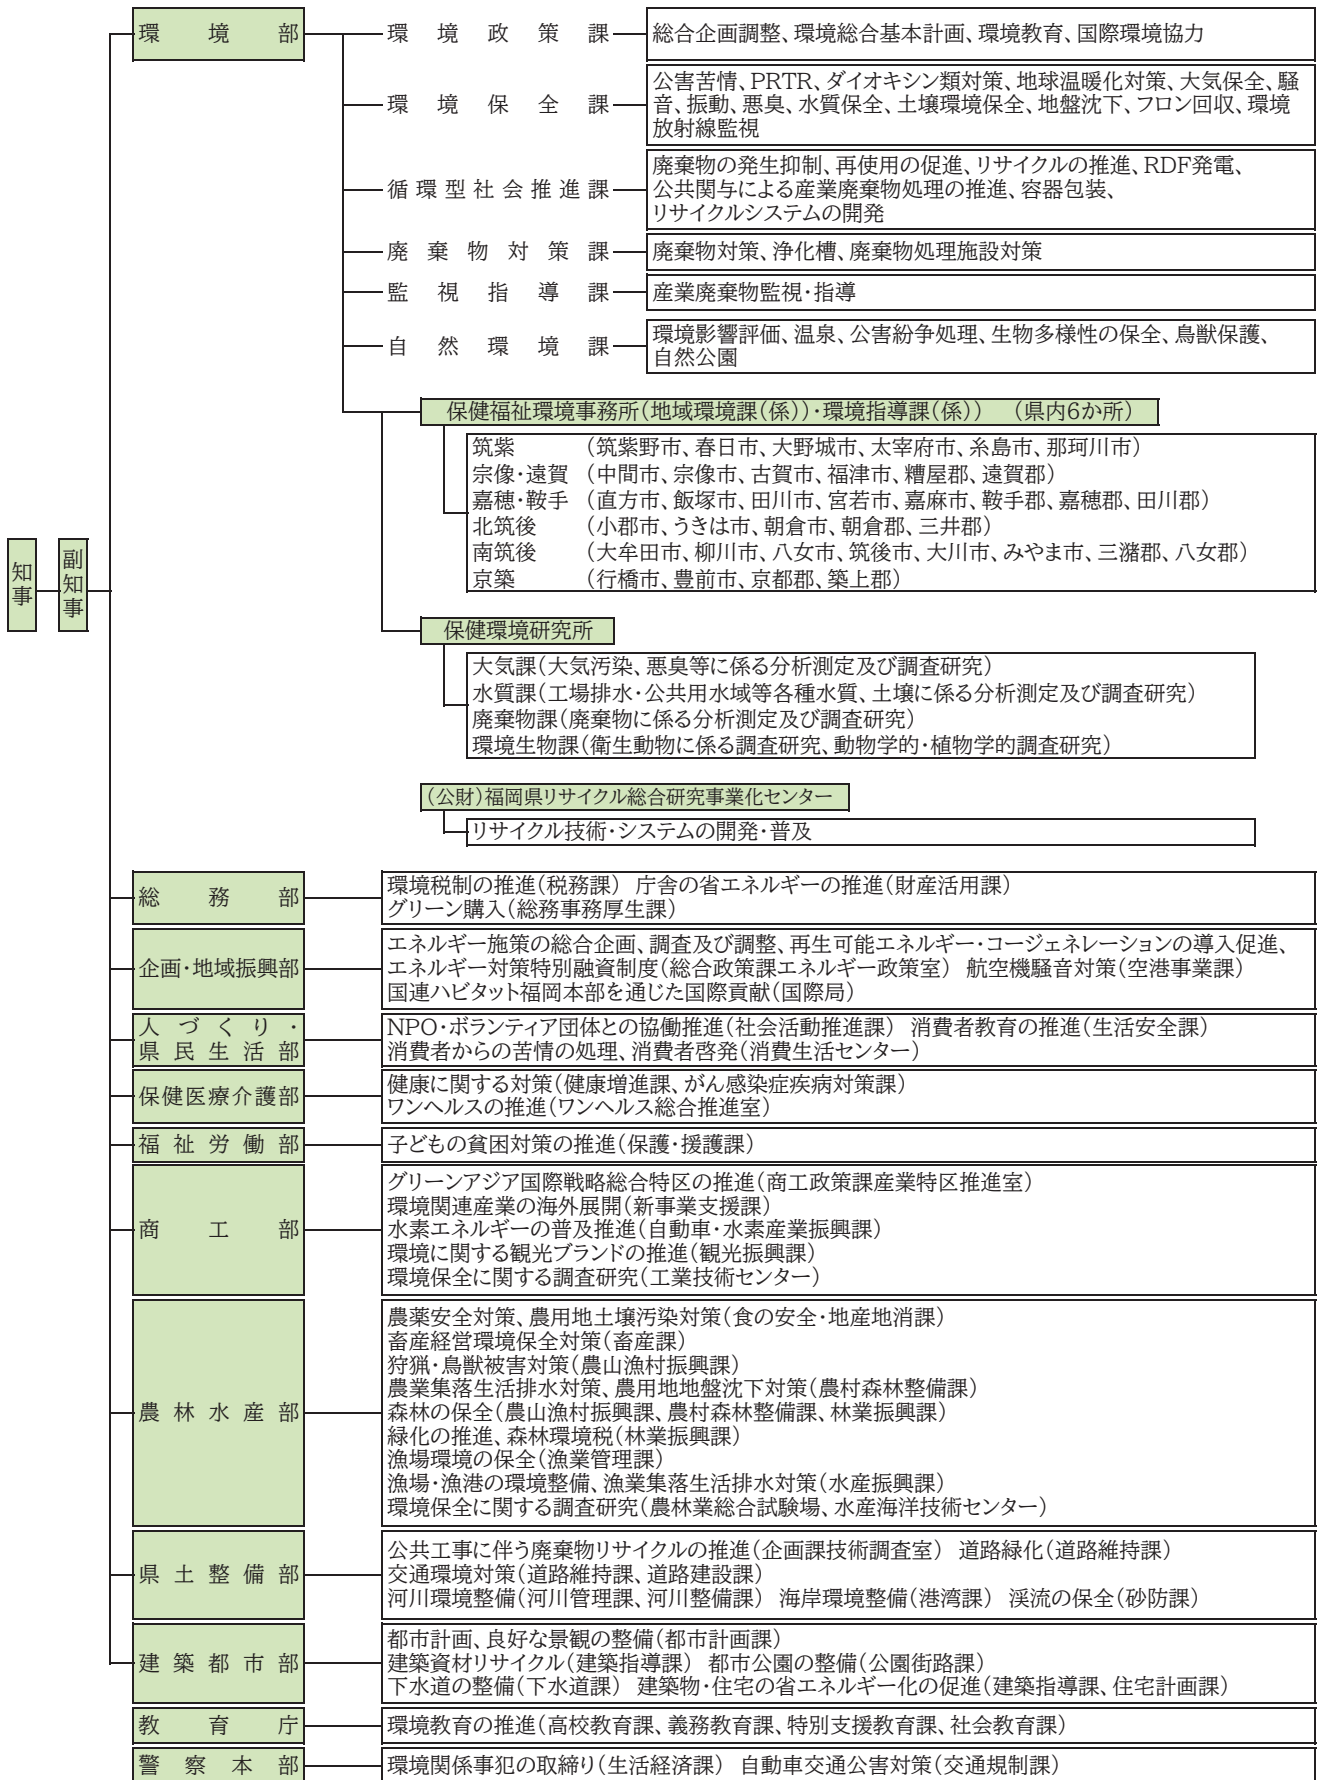 知事
副知事
環境部
環境政策課
総合企画調整、環境総合基本計画、環境教育、国際環境協力
環境保全課
公害苦情、PRTR、ダイオキシン類対策、地球温暖化対策、大気保全、騒
音、振動、悪臭、水質保全、土壌環境保全、地盤沈下、フロン回収、環境
放射線監視
循環型社会推進課
廃棄物の発生抑制、再使用の促進、リサイクルの推進、RDF発電、
公共関与による産業廃棄物処理の推進、容器包装、
リサイクルシステムの開発
廃棄物対策課
廃棄物対策、浄化槽、廃棄物処理施設対策
監視指導課
産業廃棄物監視・指導
自然環境課
環境影響評価、温泉、公害紛争処理、生物多様性の保全、鳥獣保護、
自然公園
保健福祉環境事務所(地域環境課(係))・環境指導課(係)) (県内6か所)
筑紫 (筑紫野市、春日市、大野城市、太宰府市、糸島市、那珂川市)
宗像・遠賀 (中間市、宗像市、古賀市、福津市、糟屋郡、遠賀郡)
嘉穂・鞍手 (直方市、飯塚市、田川市、宮若市、嘉麻市、鞍手郡、嘉穂郡、田川郡)
北筑後 (小郡市、うきは市、朝倉市、朝倉郡、三井郡)
南筑後 (大牟田市、柳川市、八女市、筑後市、大川市、みやま市、三潴郡、八女郡)
京築 (行橋市、豊前市、京都郡、築上郡)
保健環境研究所
大気課(大気汚染、悪臭等に係る分析測定及び調査研究)
水質課(工場排水・公共用水域等各種水質、土壌に係る分析測定及び調査研究)
廃棄物課(廃棄物に係る分析測定及び調査研究)
環境生物課(衛生動物に係る調査研究、動物学的・植物学的調査研究)
(公財)福岡県リサイクル総合研究事業化センター
リサイクル技術・システムの開発・普及
総務部
環境税制の推進(税務課) 庁舎の省エネルギーの推進(財産活用課)
グリーン購入(総務事務厚生課)
企画・地域振興部
エネルギー施策の総合企画、調査及び調整、再生可能エネルギー・コージェネレーションの導入促進、
エネルギー対策特別融資制度(総合政策課エネルギー政策室) 航空機騒音対策(空港事業課)
国連ハビタット福岡本部を通じた国際貢献(国際局)
人づくり・
県民生活部
NPO・ボランティア団体との協働推進(社会活動推進課) 消費者教育の推進(生活安全課)
消費者からの苦情の処理、消費者啓発(消費生活センター)
保健医療介護部
健康に関する対策(健康増進課、がん感染症疾病対策課)
ワンヘルスの推進(ワンヘルス総合推進室)
福祉労働部
子どもの貧困対策の推進(保護・援護課)
商工部
グリーンアジア国際戦略総合特区の推進(商工政策課産業特区推進室)
環境関連産業の海外展開(新事業支援課)
水素エネルギーの普及推進(自動車・水素産業振興課)
環境に関する観光ブランドの推進(観光振興課)
環境保全に関する調査研究(工業技術センター)
農林水産部
農薬安全対策、農用地土壌汚染対策(食の安全・地産地消課)
畜産経営環境保全対策(畜産課)
狩猟・鳥獣被害対策(農山漁村振興課)
農業集落生活排水対策、農用地地盤沈下対策(農村森林整備課)
森林の保全(農山漁村振興課、農村森林整備課、林業振興課)
緑化の推進、森林環境税(林業振興課)
漁場環境の保全(漁業管理課)
漁場・漁港の環境整備、漁業集落生活排水対策(水産振興課)
環境保全に関する調査研究(農林業総合試験場、水産海洋技術センター)
県土整備部
公共工事に伴う廃棄物リサイクルの推進(企画課技術調査室) 道路緑化(道路維持課)
交通環境対策(道路維持課、道路建設課)
河川環境整備(河川管理課、河川整備課) 海岸環境整備(港湾課) 渓流の保全(砂防課)
建築都市部
都市計画、良好な景観の整備(都市計画課)
建築資材リサイクル(建築指導課) 都市公園の整備(公園街路課)
下水道の整備(下水道課) 建築物・住宅の省エネルギー化の促進(建築指導課、住宅計画課)
教育庁
環境教育の推進(高校教育課、義務教育課、特別支援教育課、社会教育課)
警察本部
環境関係事犯の取締り(生活経済課) 自動車交通公害対策(交通規制課)